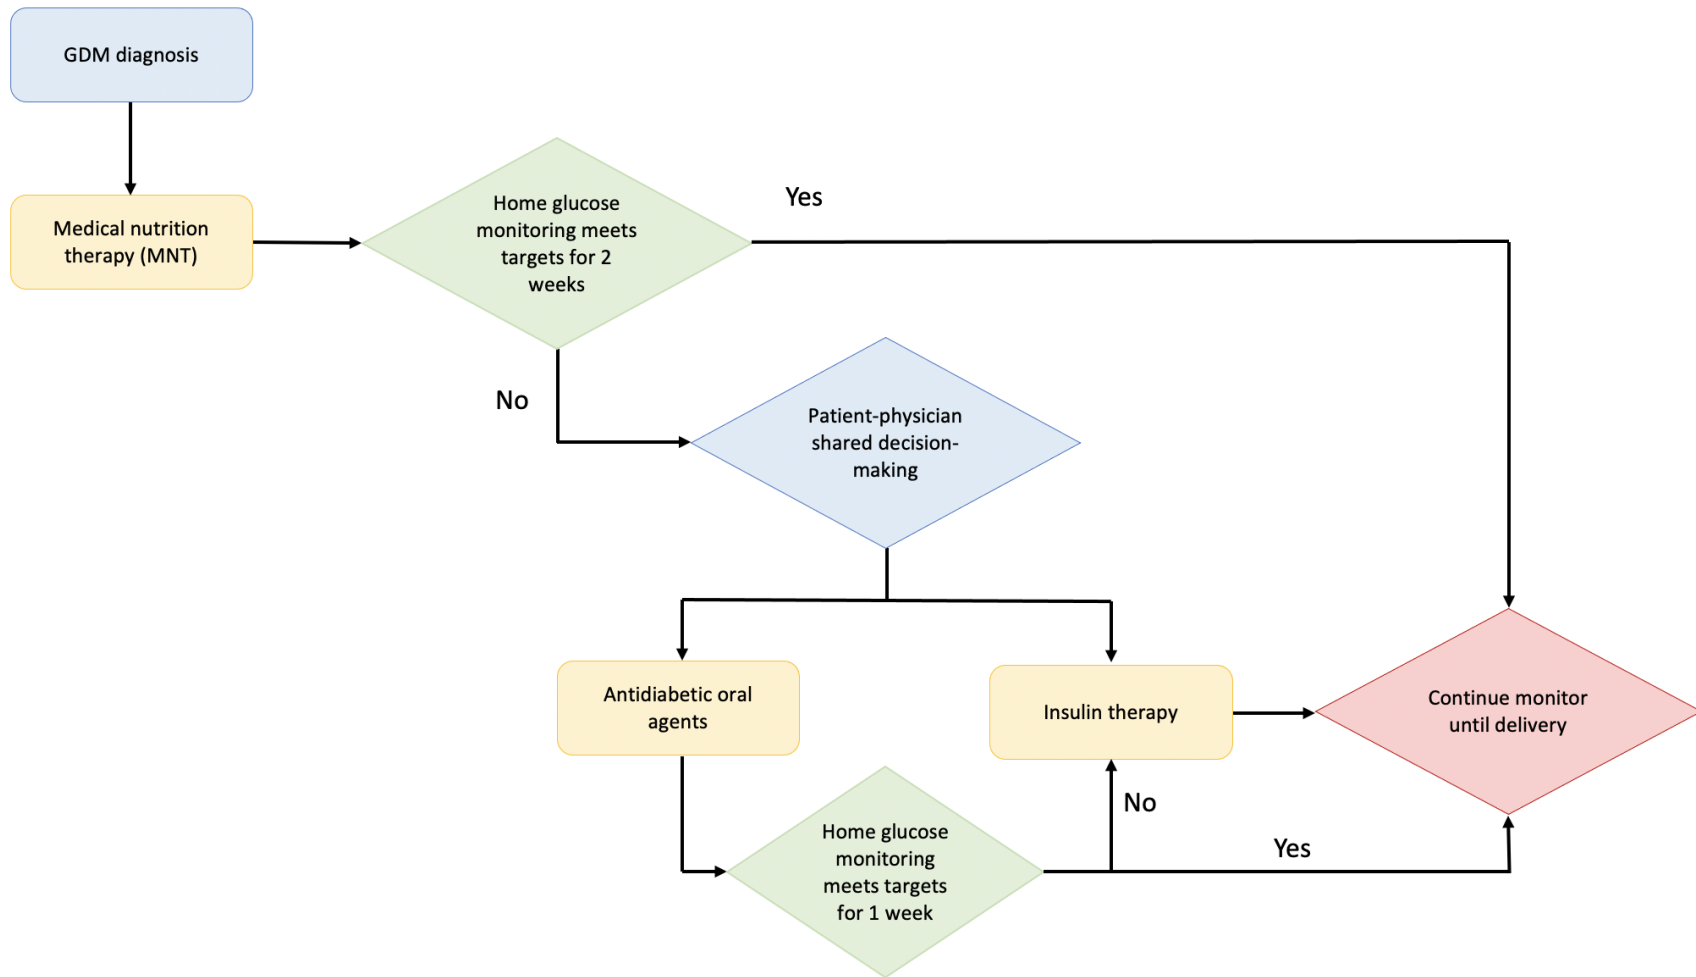 GDM diagnosis
Medical nutrition
therapy (MNT)
Home glucose
monitoring meets
targets for 2
weeks
Yes
No
Patient-physician
shared decision-
making
Antidiabetic oral
agents
Insulin therapy
Continue monitor
until delivery
No
Home glucose
monitoring
meets targets
for 1 week
Yes